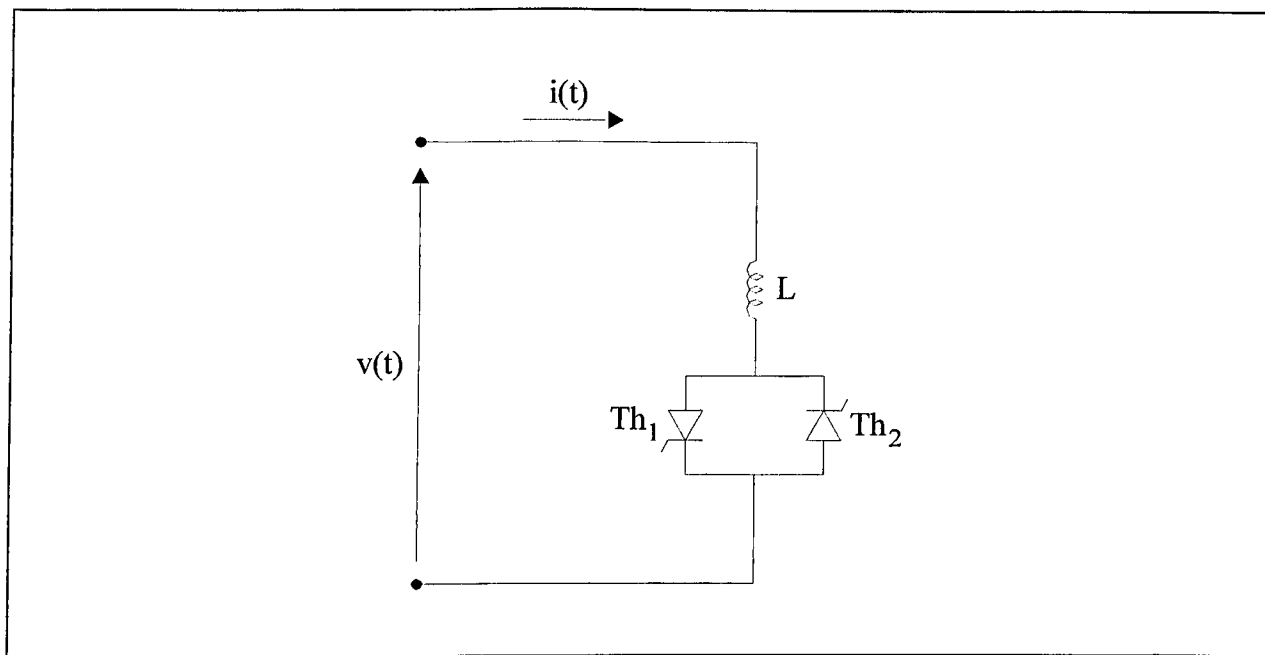 i(t)
L
v(t)
Th₁
Th₂